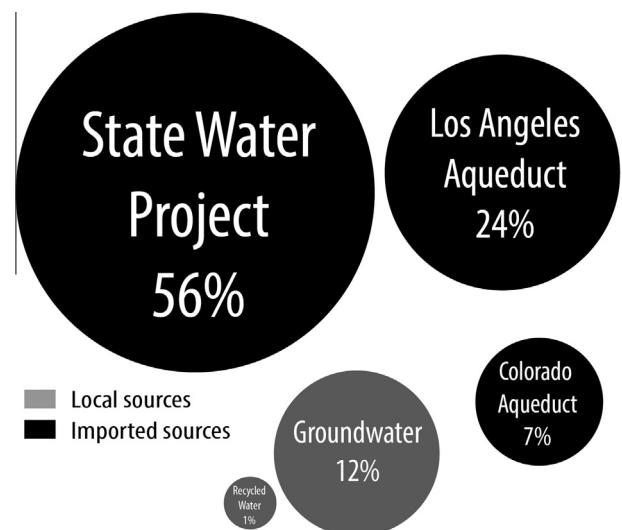 State Water
Project
56%
Los Angeles
Aqueduct
24%
Colorado
Aqueduct
7%
Local sources
Imported sources
Groundwater
12%
Recycled
Water
1%